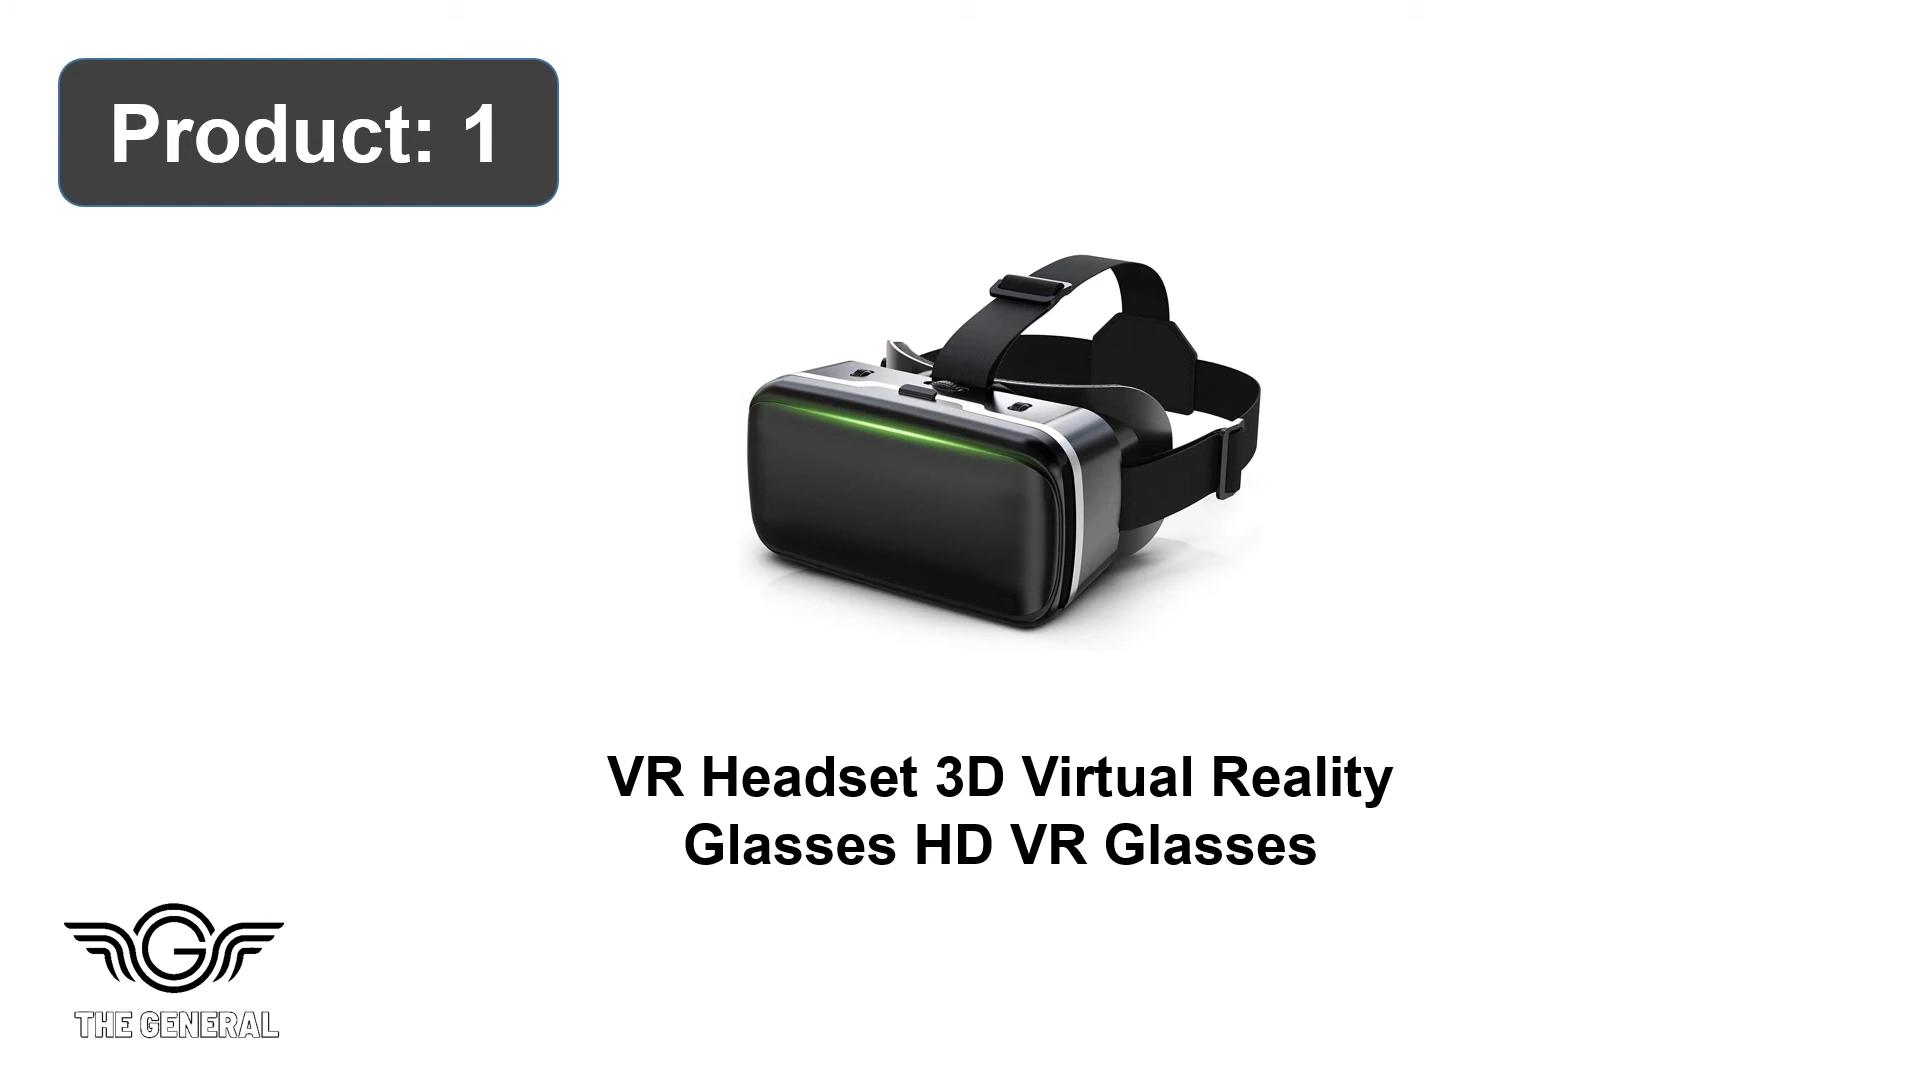 Product: 1
VR Headset 3D Virtual Reality
Glasses HD VR Glasses
G
THE GENERAL